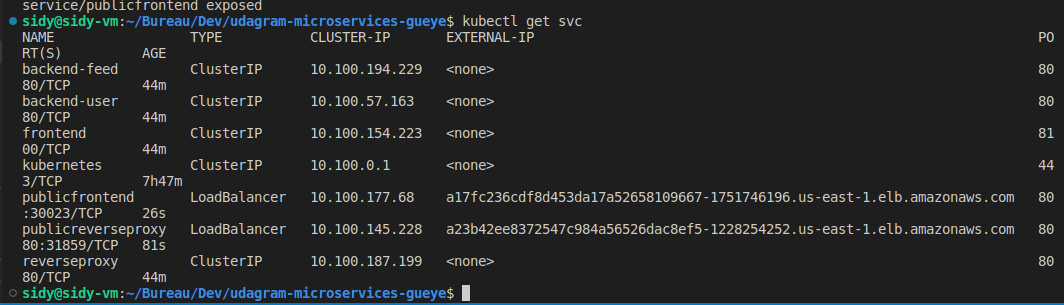 service/publicfrontend exposed
sidy@sidy-vm:~/Bureau/Dev/udagram-microservices-gueye$ kubectl get svc
NAME TYPE CLUSTER-IP EXTERNAL-IP PO
RT(S) AGE
backend-feed ClusterIP 10.100.194.229 <none> 80
80/TCP 44m
backend-user ClusterIP 10.100.57.163 <none> 80
80/TCP 44m
frontend ClusterIP 10.100.154.223 <none> 81
00/TCP 44m
kubernetes ClusterIP 10.100.0.1 <none> 44
3/TCP 7h47m
publicfrontend LoadBalancer 10.100.177.68 a17fc236cdf8d453da17a52658109667-1751746196.us-east-1.elb.amazonaws.com 80
:30023/TCP 26s
publicreverseproxy LoadBalancer 10.100.145.228 a23b42ee8372547c984a56526dac8ef5-1228254252.us-east-1.elb.amazonaws.com 80
80:31859/TCP 81s
reverseproxy ClusterIP 10.100.187.199 <none> 80
80/TCP 44m
sidy@sidy-vm:~/Bureau/Dev/udagram-microservices-gueye$